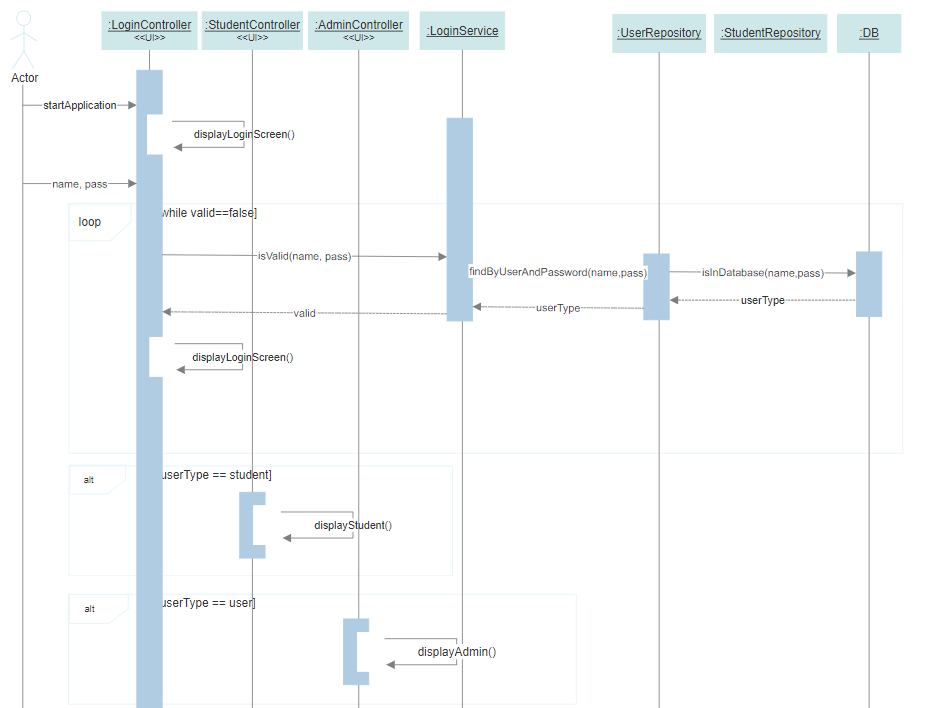 :LoginController
<<UI>>
:StudentController
<<UI>>
:AdminController
<<UI>>
:LoginService
:UserRepository
:StudentRepository
:DB
Actor
startApplication
displayLoginScreen()
name, pass
loop
while valid==false]
isValid(name, pass)
findByUserAndPassword(name,pass)
isInDatabase(name,pass)
userType
userType
valid
displayLoginScreen()
alt
userType == student]
displayStudent()
alt
userType == user]
displayAdmin()